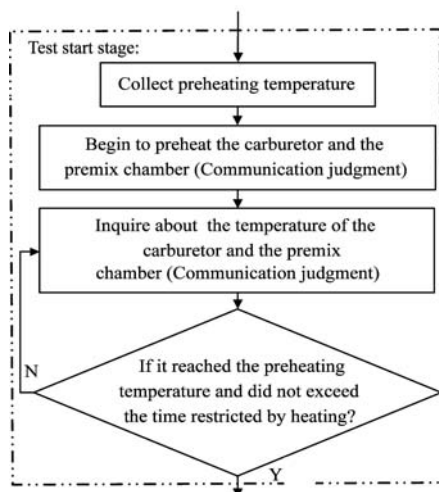 Test start stage:
Collect preheating temperature
Begin to preheat the carburetor and the
premix chamber (Communication judgment)
Inquire about the temperature of the
carburetor and the premix
chamber (Communication judgment)
If it reached the preheating
temperature and did not exceed
the time restricted by heating?
N
Y